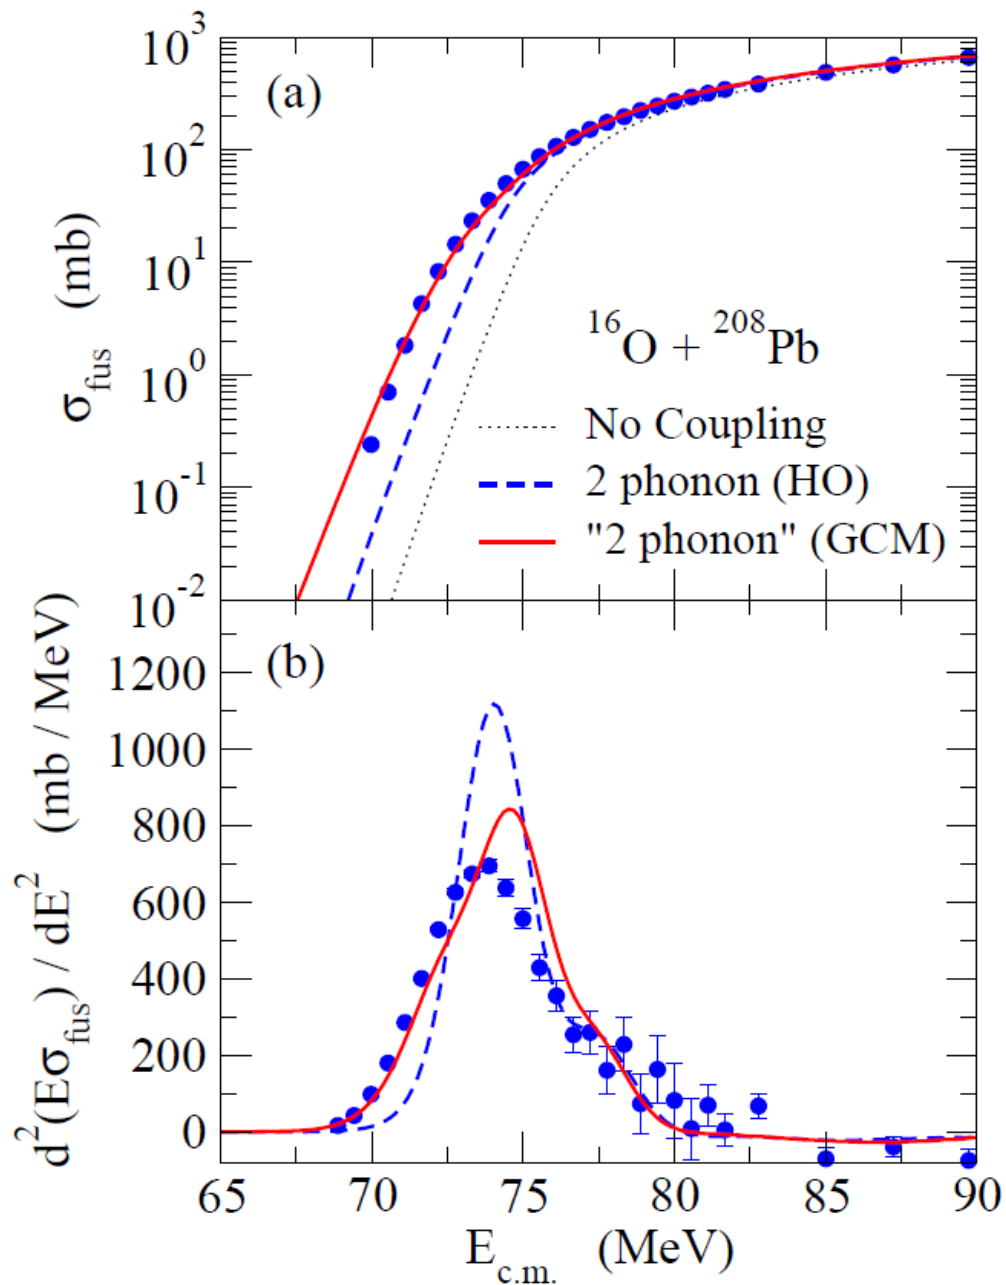 (a)
10^3
10^2
10^1
10^0
10^-1
10^-2
σ_fus (mb)
^16O + ^208Pb
No Coupling
2 phonon (HO)
"2 phonon" (GCM)
(b)
1200
1000
800
600
400
200
0
d^2(Eσ_fus) / dE^2 (mb / MeV)
65 70 75 80 85 90
E_c.m. (MeV)